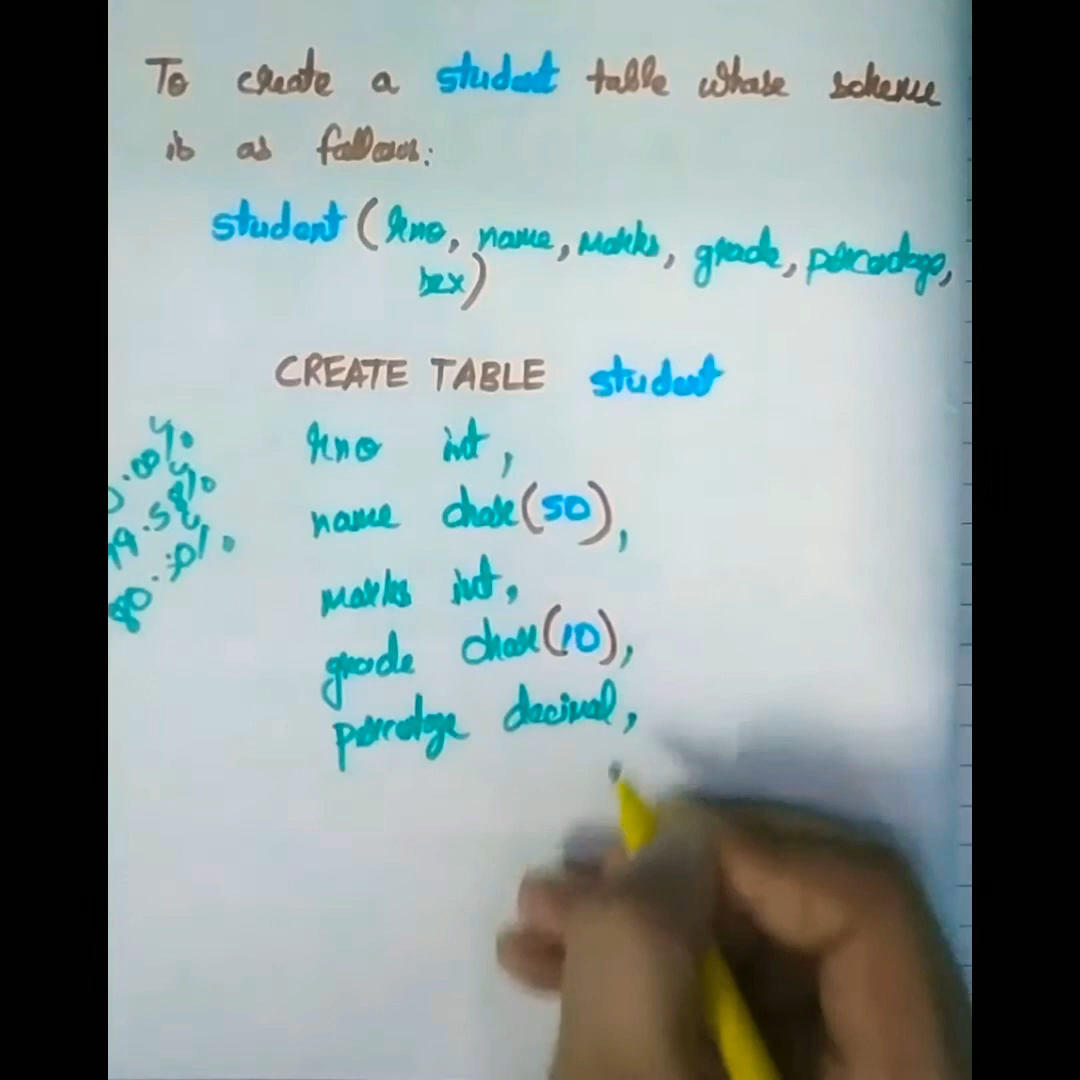 To create a student table whose scheme
is as follows:
student (rno, name, marks, grade, percentage,
sex)
CREATE TABLE student
rno int,
name char(50),
marks int,
grade char(10),
percentage decimal,